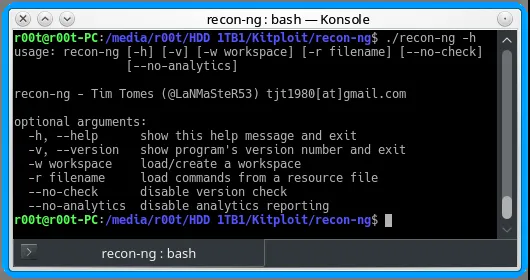 recon-ng : bash — Konsole
r00t@r00t-PC:/media/r00t/HDD 1TB1/Kitploit/recon-ng$ ./recon-ng -h
usage: recon-ng [-h] [-v] [-w workspace] [-r filename] [--no-check]
                [--no-analytics]
recon-ng - Tim Tomes (@LaNMaSteR53) tjt1980[at]gmail.com
optional arguments:
  -h, --help      show this help message and exit
  -v, --version   show program's version number and exit
  -w workspace    load/create a workspace
  -r filename     load commands from a resource file
  --no-check      disable version check
  --no-analytics  disable analytics reporting
r00t@r00t-PC:/media/r00t/HDD 1TB1/Kitploit/recon-ng$
recon-ng : bash